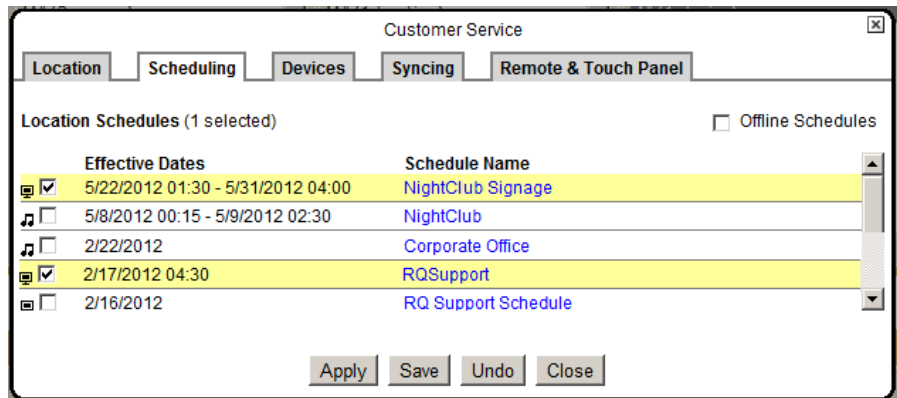 Customer Service
Location Scheduling Devices Syncing Remote & Touch Panel
Location Schedules (1 selected) Offline Schedules
Effective Dates Schedule Name
5/22/2012 01:30 - 5/31/2012 04:00 NightClub Signage
5/8/2012 00:15 - 5/9/2012 02:30 NightClub
2/22/2012 Corporate Office
2/17/2012 04:30 RQSupport
2/16/2012 RQ Support Schedule
Apply Save Undo Close